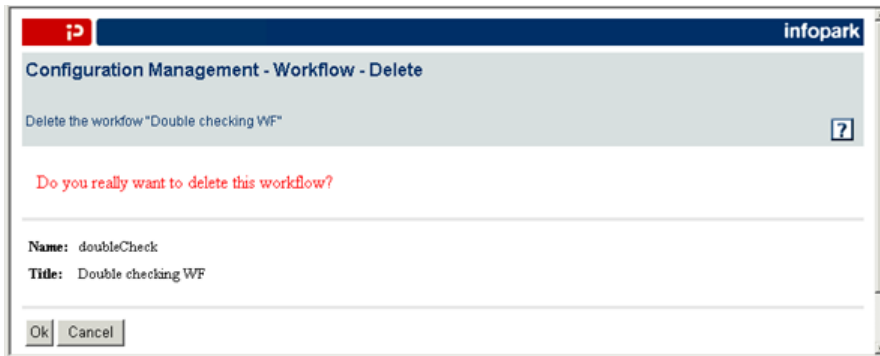 iP infopark
Configuration Management - Workflow - Delete
Delete the workfow "Double checking WF"
?
Do you really want to delete this workflow?
Name: doubleCheck
Title: Double checking WF
Ok Cancel